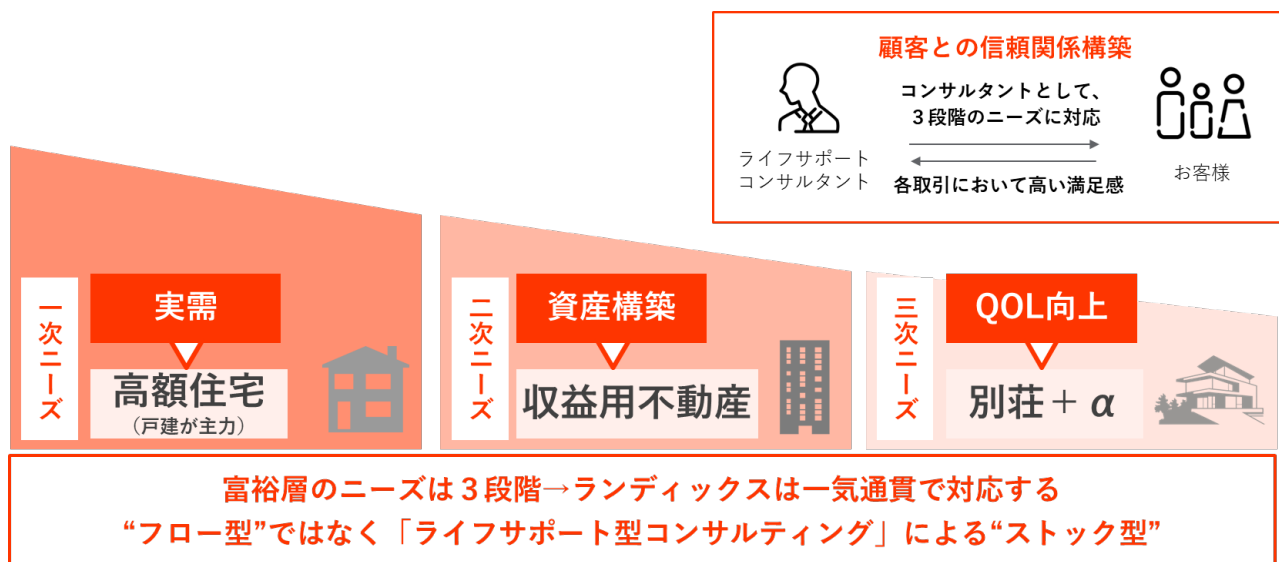 顧客との信頼関係構築
コンサルタントとして、
３段階のニーズに対応
ライフサポート
コンサルタント
各取引において高い満足感
お客様
一次ニーズ
実需
高額住宅
（戸建が主力）
二次ニーズ
資産構築
収益用不動産
三次ニーズ
QOL向上
別荘＋α
富裕層のニーズは３段階→ランディックスは一気通貫で対応する
“フロー型”ではなく「ライフサポート型コンサルティング」による“ストック型”